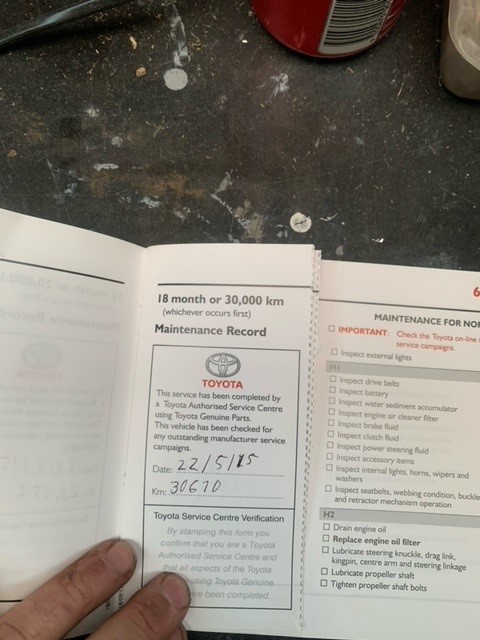 18 month or 30,000 km
(whichever occurs first)
Maintenance Record
TOYOTA
This service has been completed by
a Toyota Authorised Service Centre
using Toyota Genuine Parts.
This vehicle has been checked for
any outstanding manufacturer service
campaigns.
Date: 22/5/15
Km: 30670
Toyota Service Centre Verification
By stamping this form you
confirm that you are a Toyota
Authorised Service Centre and
that all aspects of the Toyota
using Toyota Genuine
have been completed.
6
MAINTENANCE FOR NOR
☐ IMPORTANT: Check the Toyota on-line
service campaigns.
☐ Inspect external lights
H1
☐ Inspect drive belts
☐ Inspect battery
☐ Inspect water sediment accumulator
☐ Inspect engine air cleaner filter
☐ Inspect brake fluid
☐ Inspect clutch fluid
☐ Inspect power steering fluid
☐ Inspect accessory items
☐ Inspect internal lights, horns, wipers and
washers
☐ Inspect seatbelts, webbing condition, buckle
and retractor mechanism operation
H2
☐ Drain engine oil
☐ Replace engine oil filter
☐ Lubricate steering knuckle, drag link,
kingpin, centre arm and steering linkage
☐ Lubricate propeller shaft
☐ Tighten propeller shaft bolts